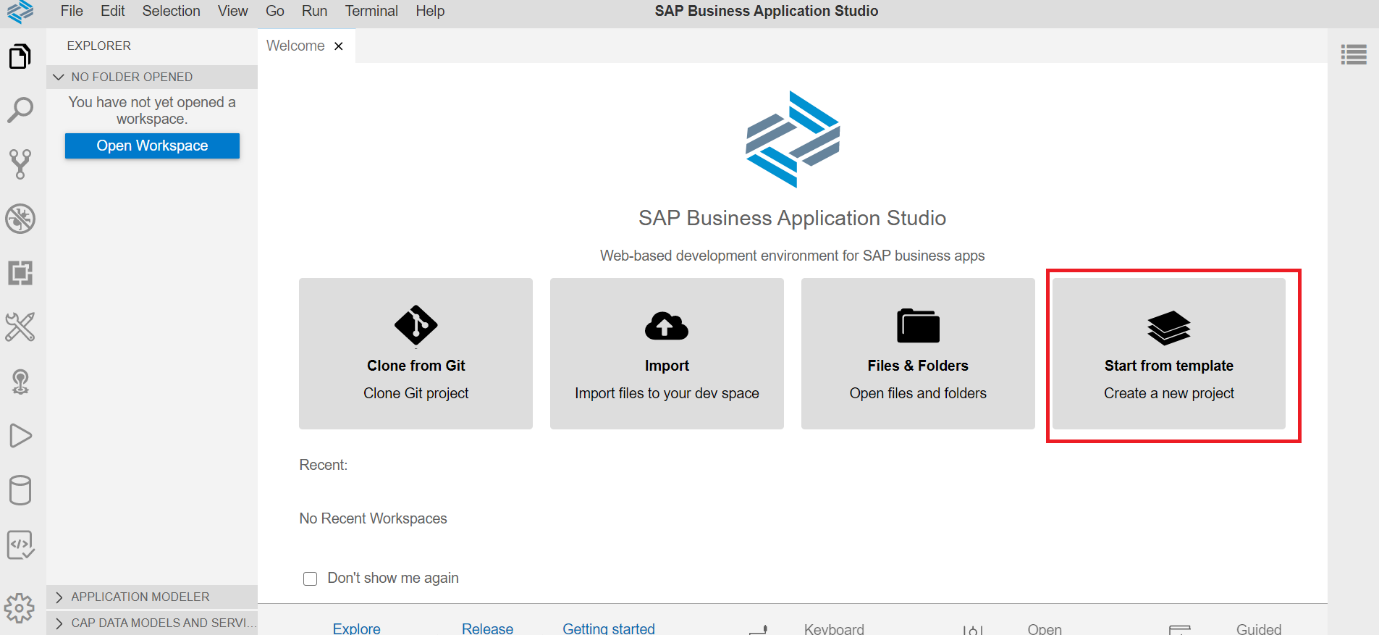 File Edit Selection View Go Run Terminal Help
SAP Business Application Studio
EXPLORER
NO FOLDER OPENED
You have not yet opened a
workspace.
Open Workspace
APPLICATION MODELER
CAP DATA MODELS AND SERVI...
Welcome
SAP Business Application Studio
Web-based development environment for SAP business apps
Clone from Git
Clone Git project
Import
Import files to your dev space
Files & Folders
Open files and folders
Start from template
Create a new project
Recent:
No Recent Workspaces
Don't show me again
Explore Release Getting started Keyboard Open Guided